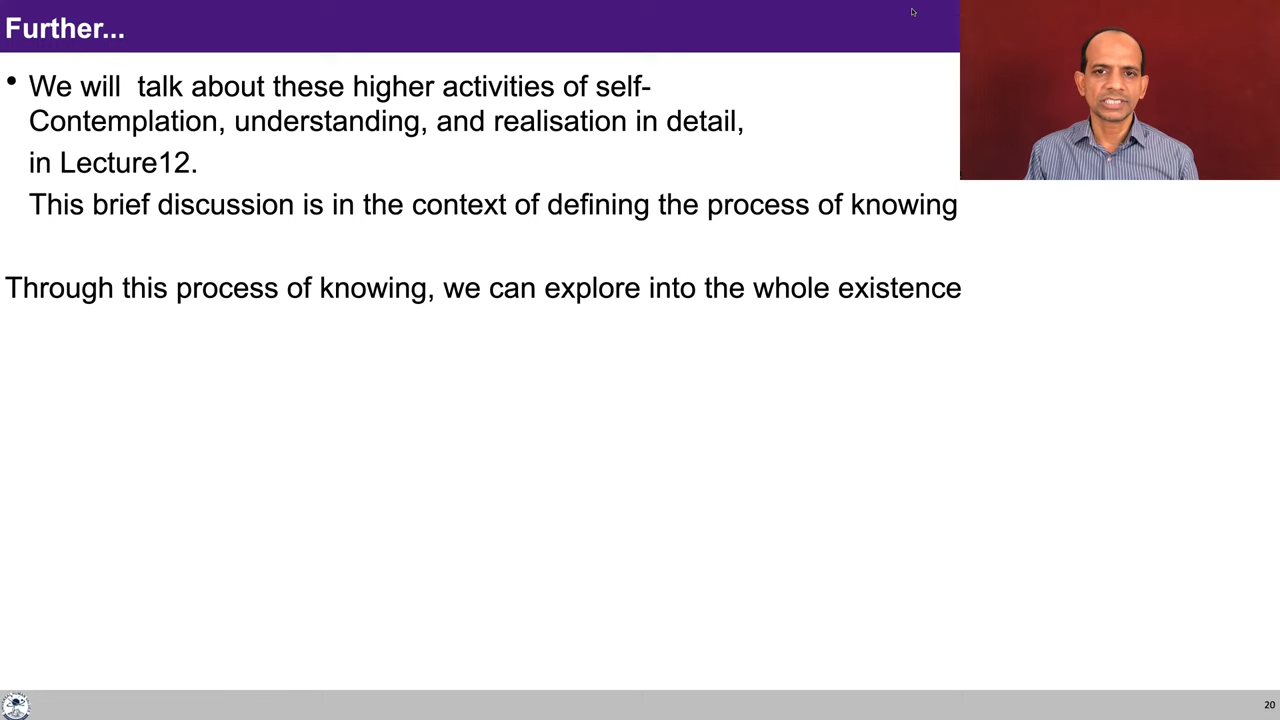 Further...
• We will  talk about these higher activities of self-
Contemplation, understanding, and realisation in detail,
in Lecture12.
This brief discussion is in the context of defining the process of knowing
Through this process of knowing, we can explore into the whole existence
20